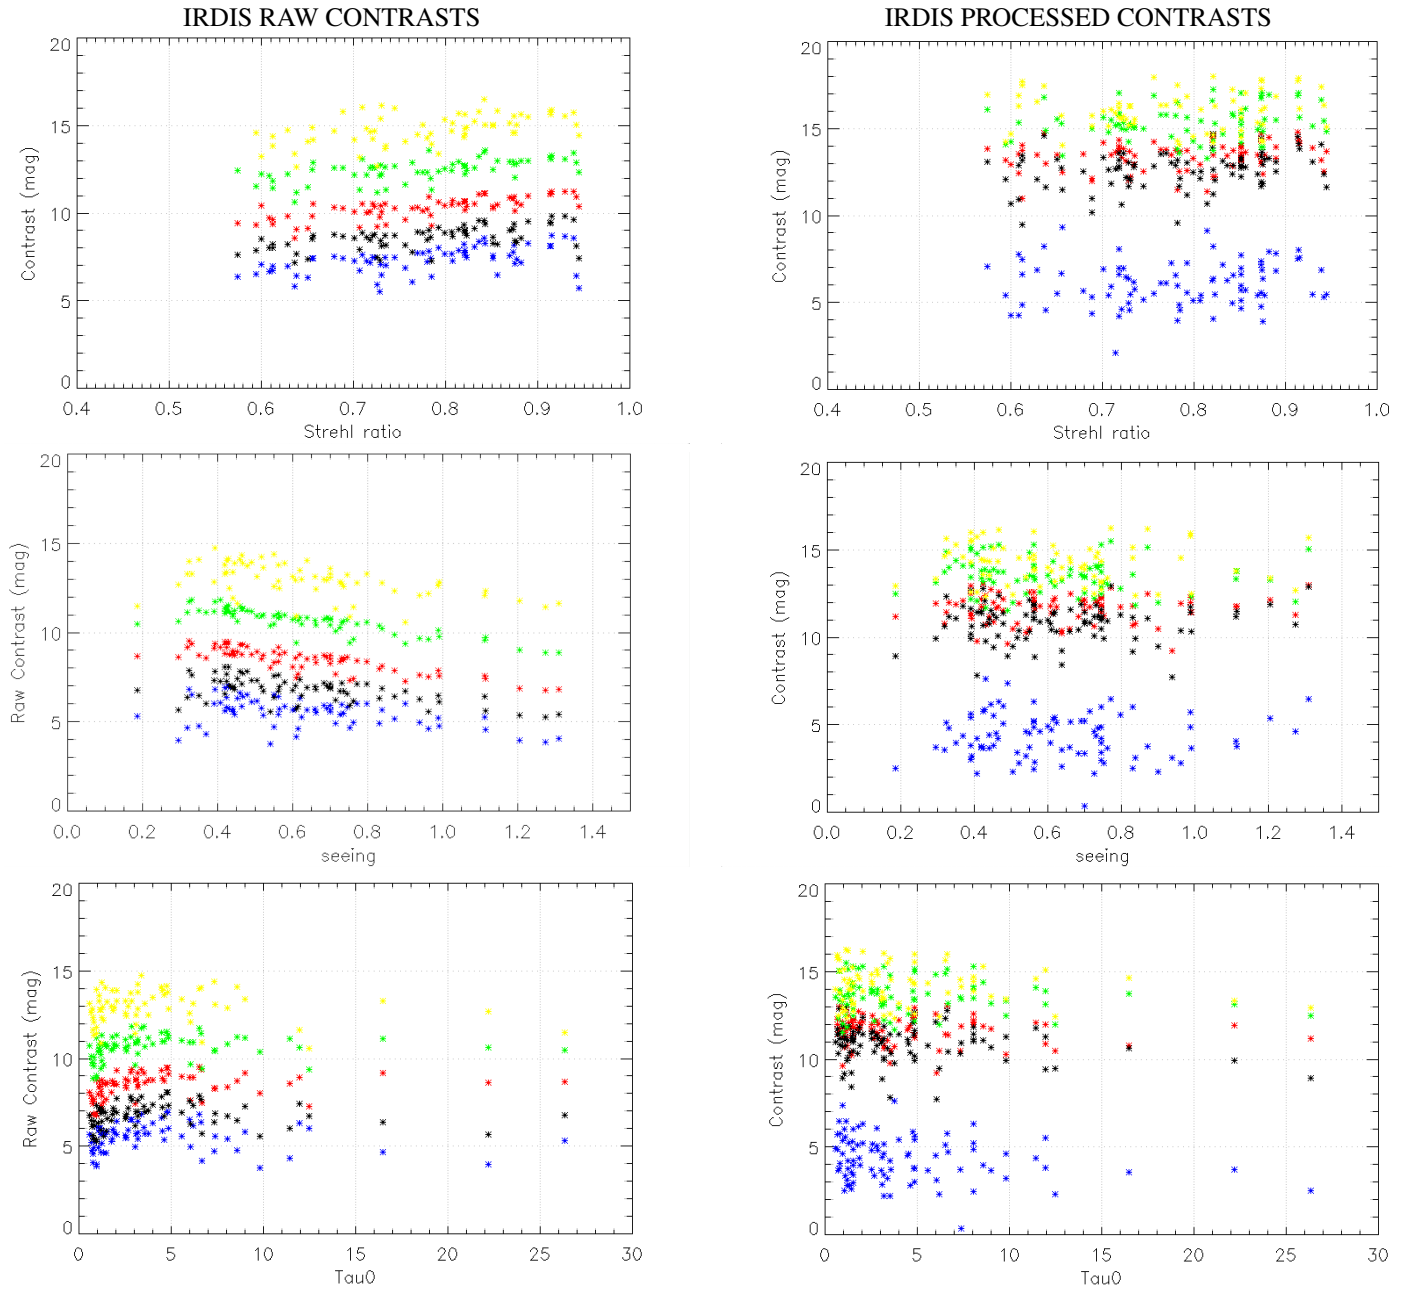 IRDIS RAW CONTRASTS
IRDIS PROCESSED CONTRASTS
20
15
10
5
0
Contrast (mag)
0.4 0.5 0.6 0.7 0.8 0.9 1.0
Strehl ratio
20
15
10
5
0
Contrast (mag)
0.4 0.5 0.6 0.7 0.8 0.9 1.0
Strehl ratio
20
15
10
5
0
Raw Contrast (mag)
0.0 0.2 0.4 0.6 0.8 1.0 1.2 1.4
seeing
20
15
10
5
0
Contrast (mag)
0.0 0.2 0.4 0.6 0.8 1.0 1.2 1.4
seeing
20
15
10
5
0
Raw Contrast (mag)
0 5 10 15 20 25 30
Tau0
20
15
10
5
0
Contrast (mag)
0 5 10 15 20 25 30
Tau0